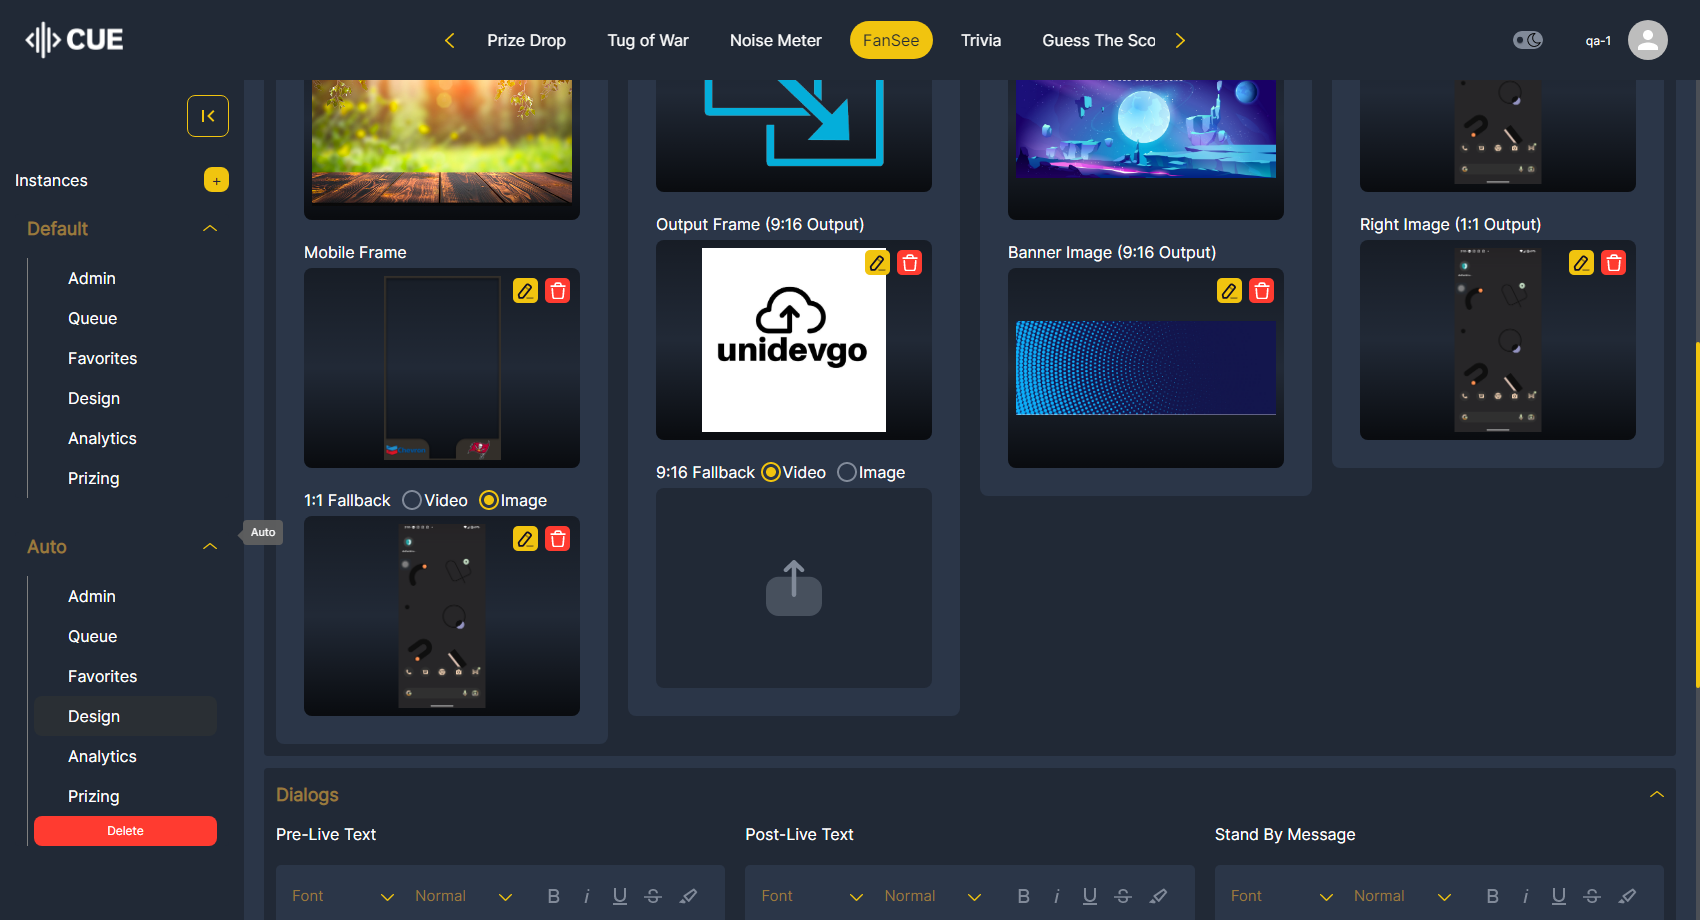 CUE
Prize Drop
Tug of War
Noise Meter
FanSee
Trivia
Guess The Sco
qa-1
Instances
+
Default
Admin
Queue
Favorites
Design
Analytics
Prizing
Auto
Auto
Admin
Queue
Favorites
Design
Analytics
Prizing
Delete
Mobile Frame
1:1 Fallback Video Image
Output Frame (9:16 Output)
unidevgo
9:16 Fallback Video Image
Banner Image (9:16 Output)
Right Image (1:1 Output)
Dialogs
Pre-Live Text
Font Normal B i U S
Post-Live Text
Font Normal B i U S
Stand By Message
Font Normal B i U S